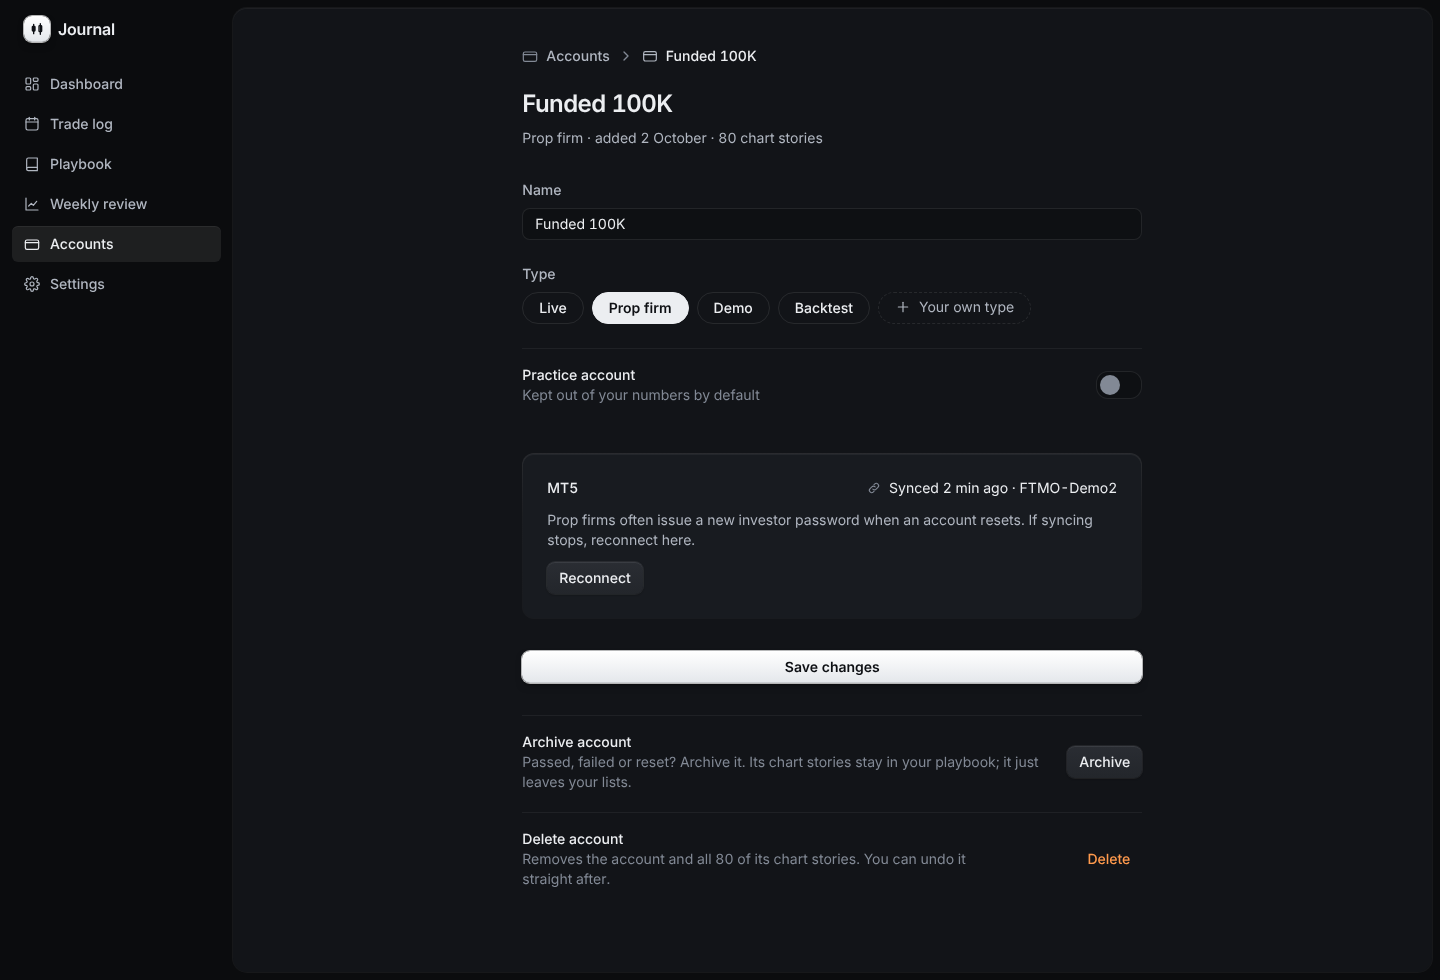 Journal
Dashboard
Trade log
Playbook
Weekly review
Accounts
Settings
Accounts
Funded 100K
Funded 100K
Prop firm · added 2 October · 80 chart stories
Name
Funded 100K
Type
Live
Prop firm
Demo
Backtest
Your own type
Practice account
Kept out of your numbers by default
MT5
Synced 2 min ago · FTMO-Demo2
Prop firms often issue a new investor password when an account resets. If syncing
stops, reconnect here.
Reconnect
Save changes
Archive account
Passed, failed or reset? Archive it. Its chart stories stay in your playbook; it just
leaves your lists.
Archive
Delete account
Removes the account and all 80 of its chart stories. You can undo it
straight after.
Delete